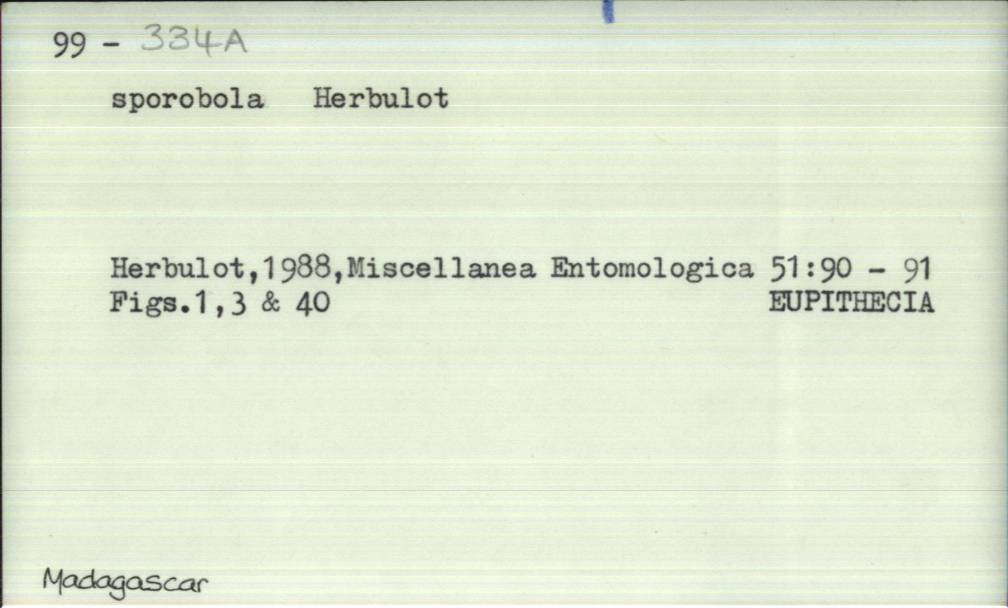 99 - 334A
sporobola Herbulot
Herbulot,1988,Miscellanea Entomologica 51:90 - 91
Figs.1,3 & 40 EUPITHECIA
Madagascar